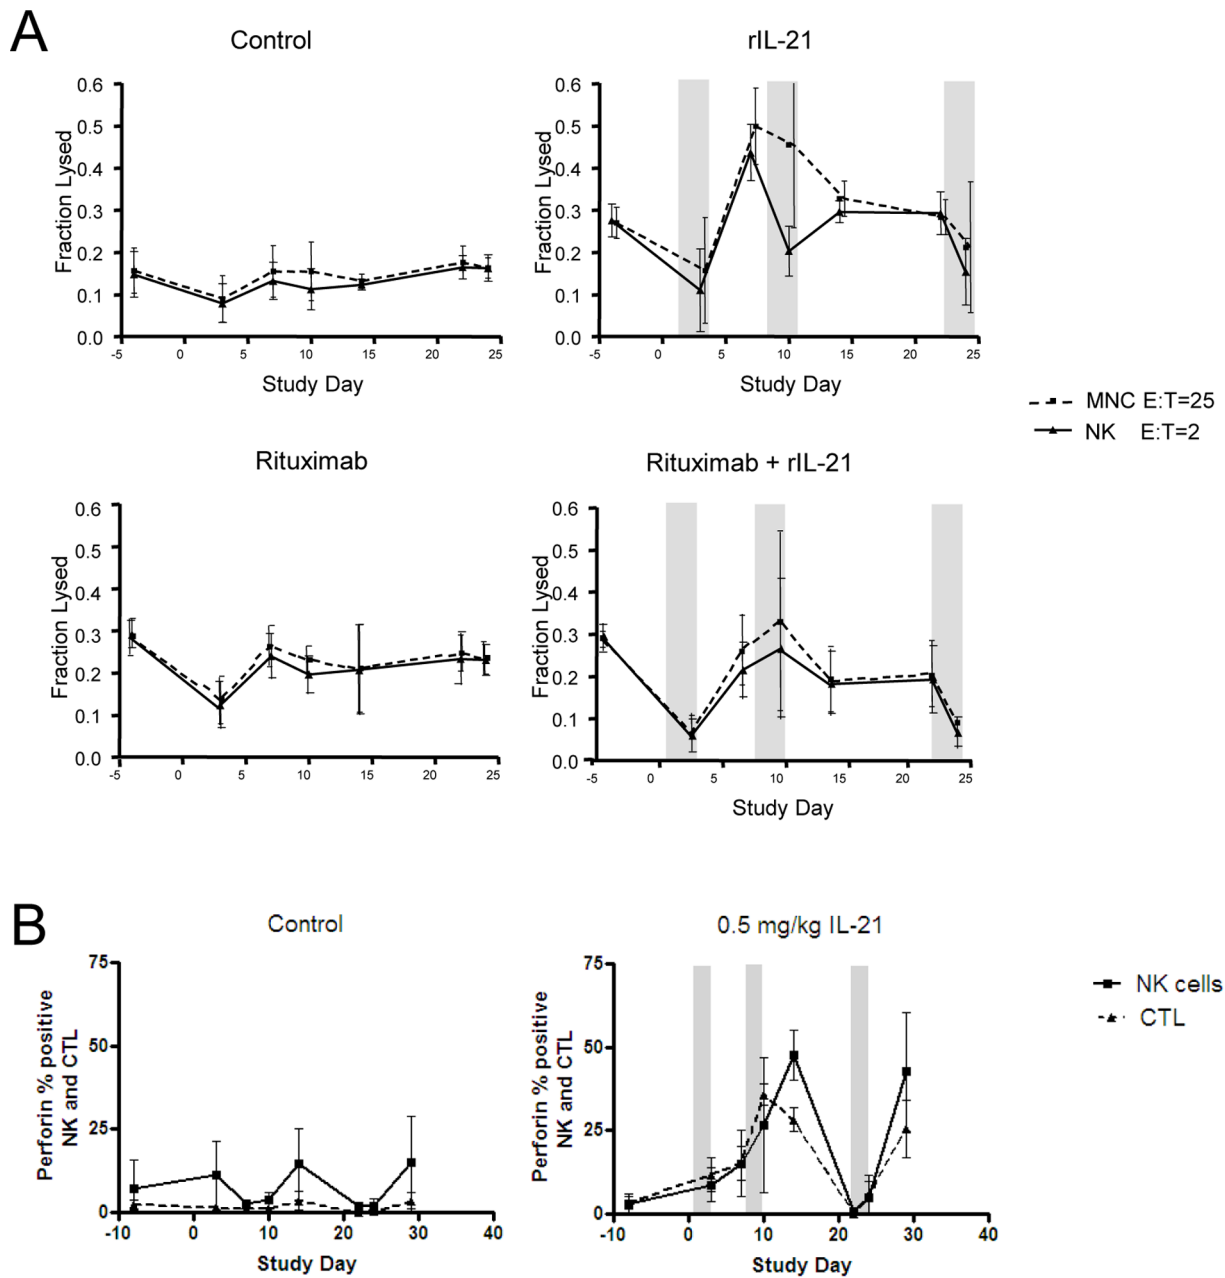 A
Control
rIL-21
0.6
0.5
0.4
0.3
0.2
0.1
0.0
Fraction Lysed
-5 0 5 10 15 20 25
Study Day
0.6
0.5
0.4
0.3
0.2
0.1
0.0
Fraction Lysed
-5 0 5 10 15 20 25
Study Day
MNC E:T=25
NK E:T=2
Rituximab
Rituximab + rIL-21
0.6
0.5
0.4
0.3
0.2
0.1
0.0
Fraction Lysed
-5 0 5 10 15 20 25
0.6
0.5
0.4
0.3
0.2
0.1
0.0
Fraction Lysed
-5 0 5 10 15 20 25
Study Day
B
Control
0.5 mg/kg IL-21
75
50
25
0
Perforin % positive
NK and CTL
-10 0 10 20 30 40
Study Day
75
50
25
0
Perforin % positive
NK and CTL
-10 0 10 20 30 40
Study Day
NK cells
CTL